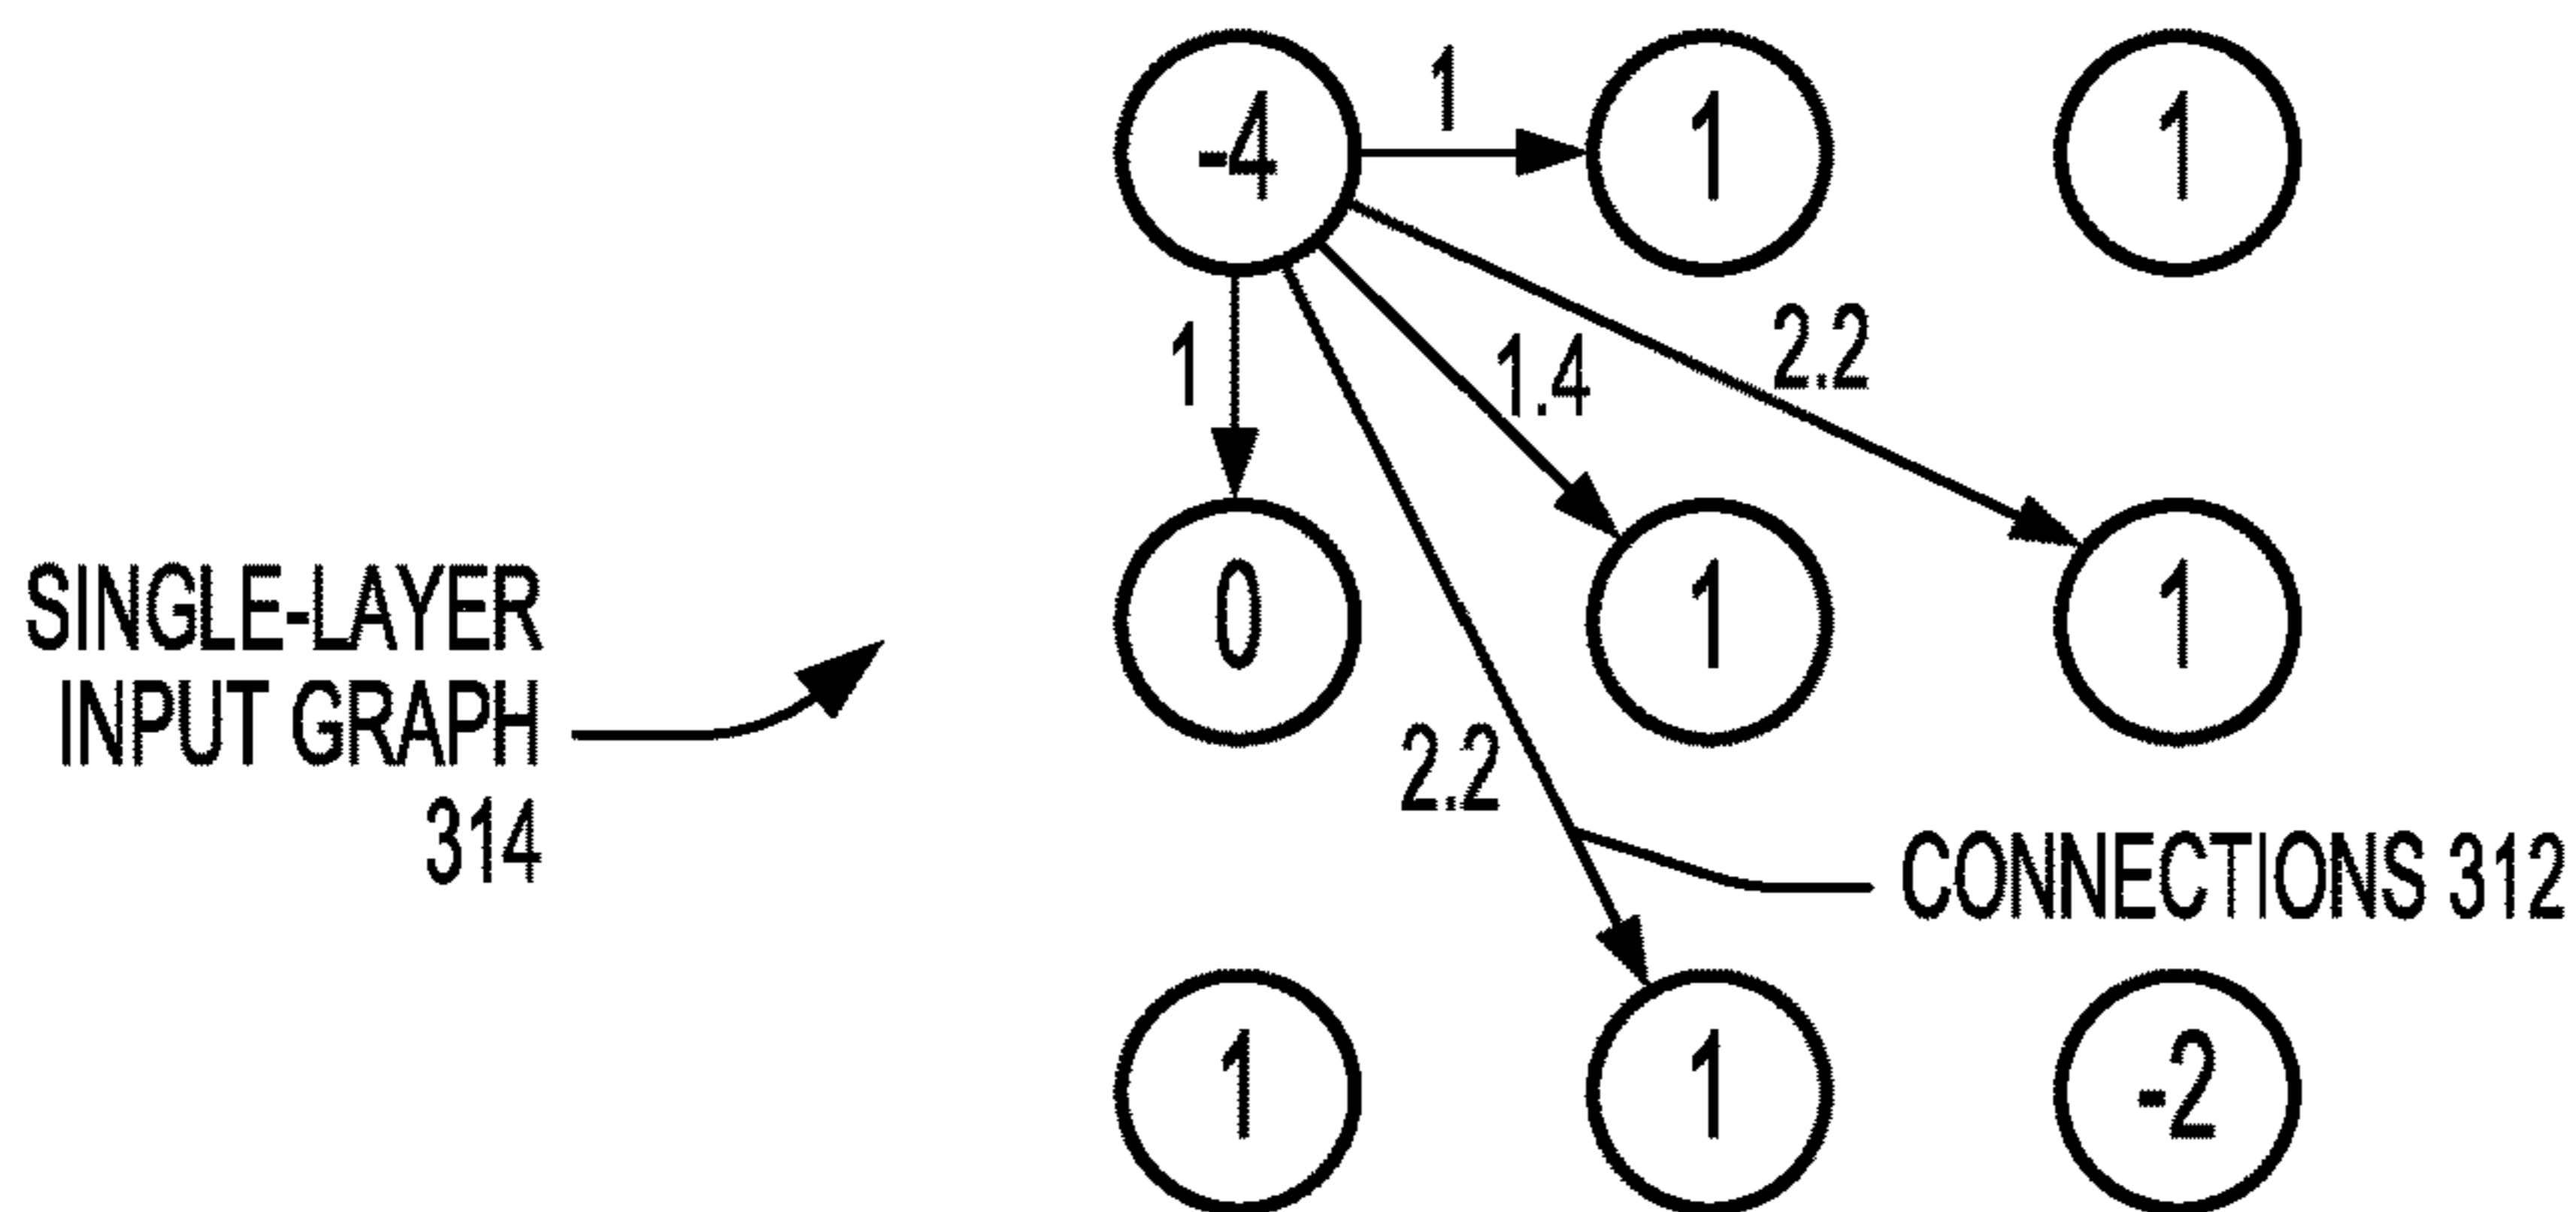 -4 1 1 1
1 1.4 2.2
SINGLE-LAYER
INPUT GRAPH
314
0 1 1
2.2
CONNECTIONS 312
1 1 -2